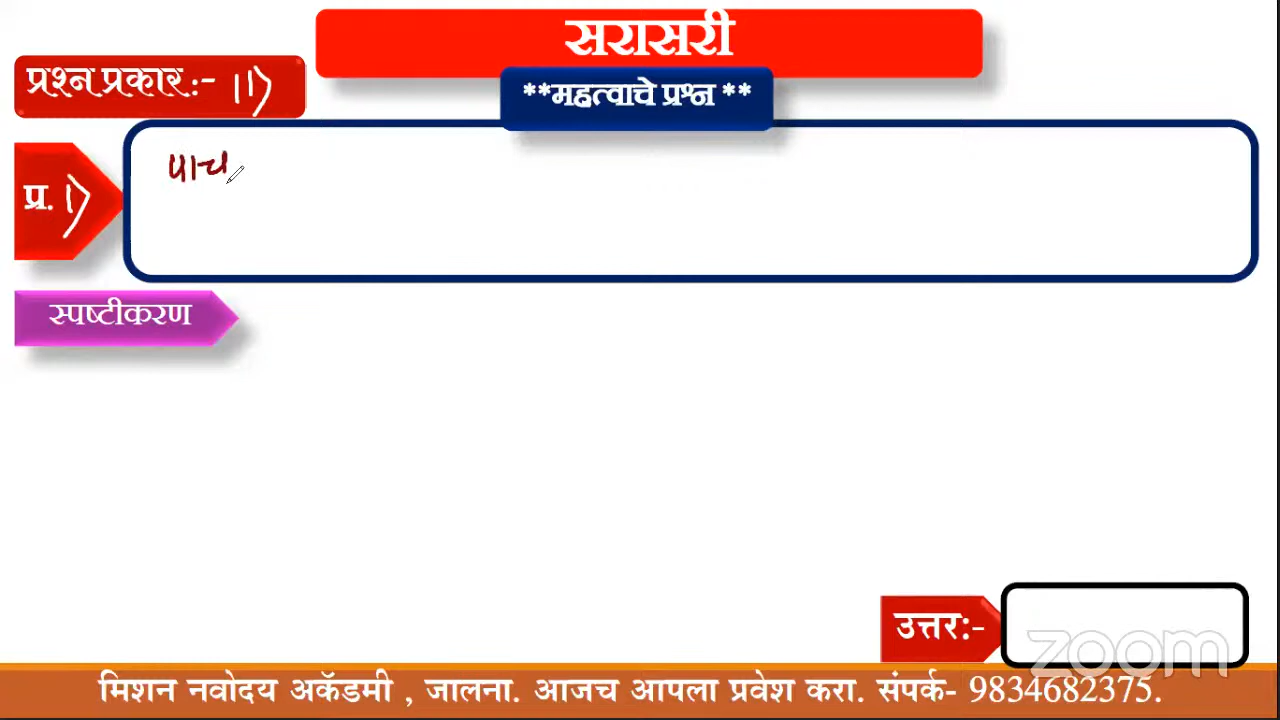 सरासरी
**महत्वाचे प्रश्न **
प्रश्न प्रकार:- 11)
प्र. 1)
पाच
स्पष्टीकरण
उत्तर:-
zoom
मिशन नवोदय अकॅडमी , जालना. आजच आपला प्रवेश करा. संपर्क- 9834682375.